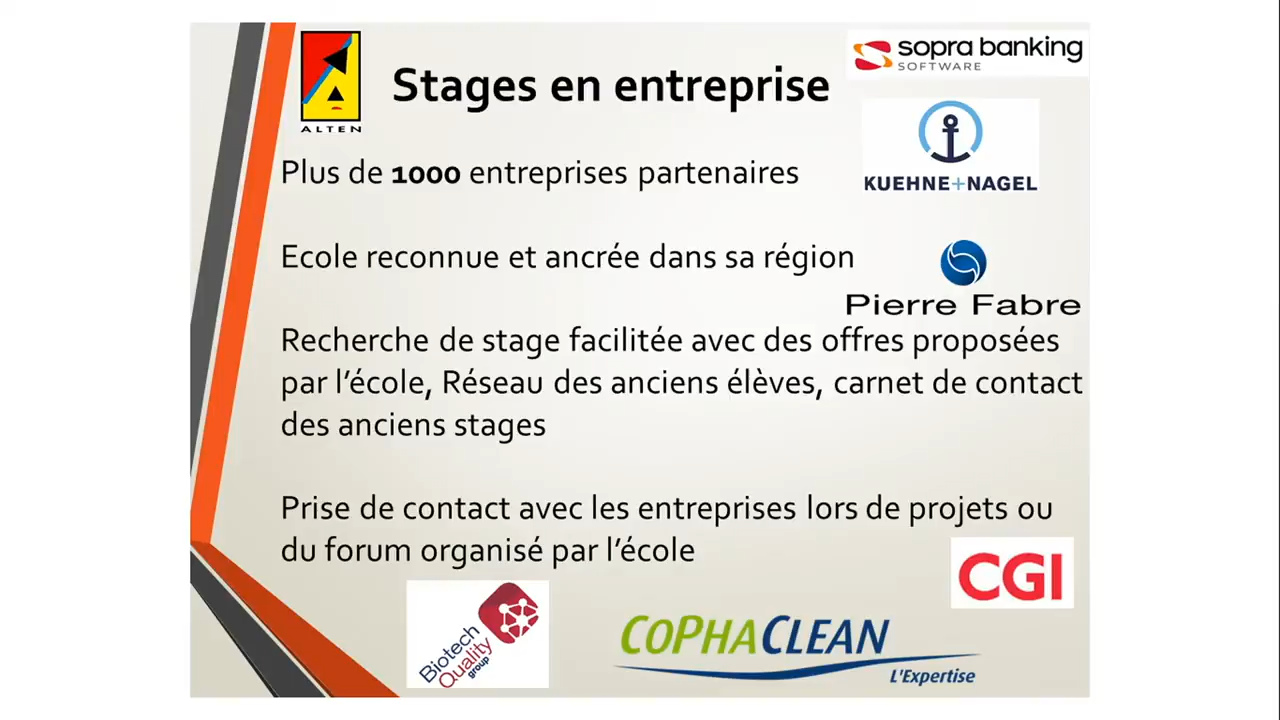 ALTEN
Stages en entreprise
sopra banking
SOFTWARE
KUEHNE+NAGEL
Plus de 1000 entreprises partenaires
Ecole reconnue et ancrée dans sa région
Pierre Fabre
Recherche de stage facilitée avec des offres proposées
par l’école, Réseau des anciens élèves, carnet de contact
des anciens stages
Prise de contact avec les entreprises lors de projets ou
du forum organisé par l’école
CGI
Biotech
Quality
group
COPHACLEAN
L'Expertise